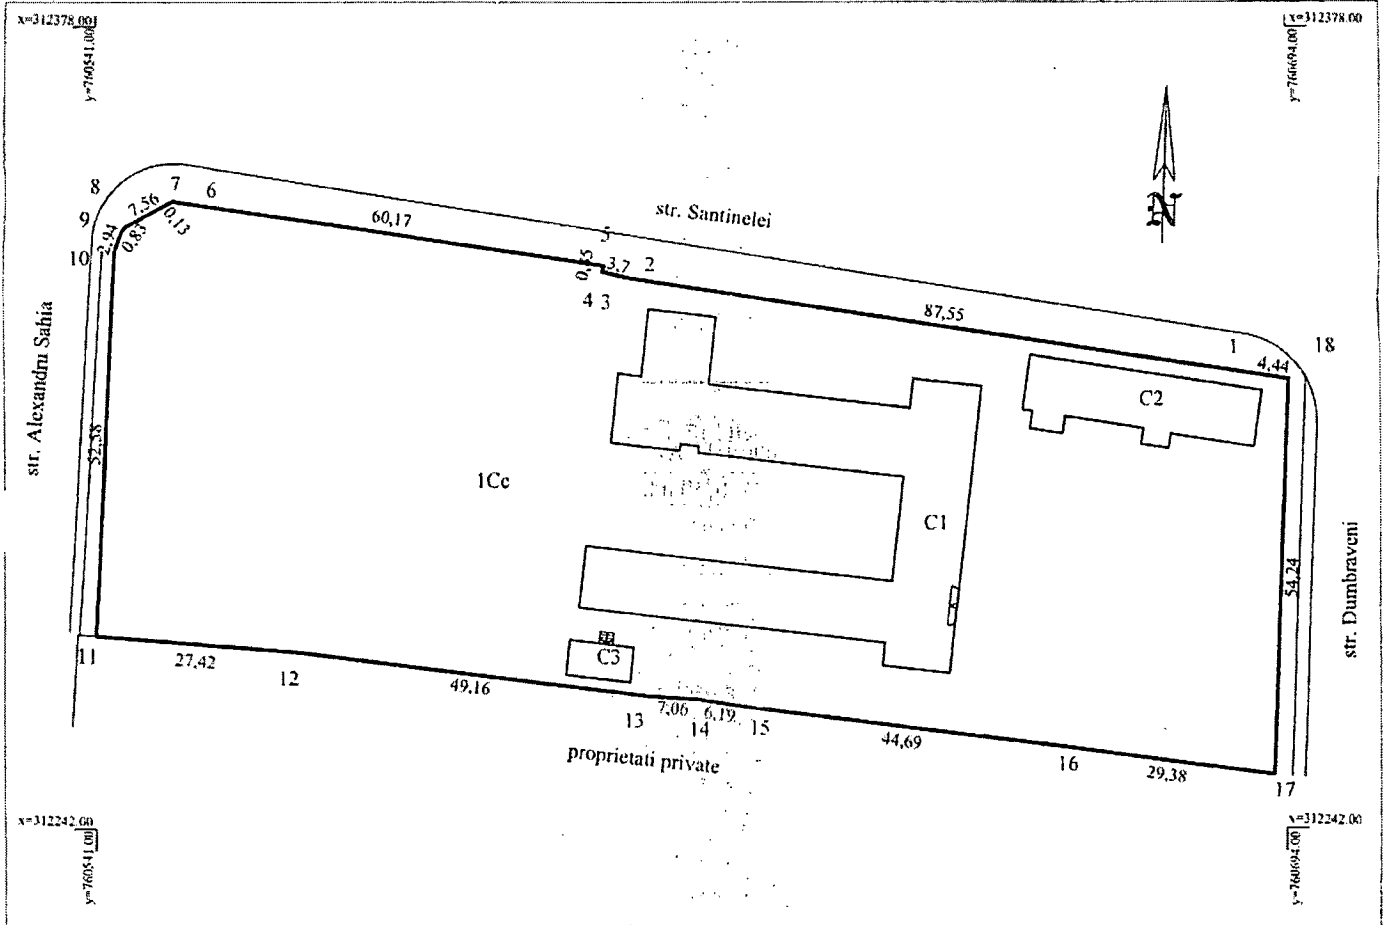 x=312378.00
x=312378.00
y=760541.00
y=760694.00
N
8
7
6
7,56
0,13
9
2,94
0,83
10
60,17
str. Santinelei
5
0,55
3,7
2
4
3
87,55
1
18
4,44
str. Alexandru Sahia
52,58
C2
1Cc
C1
54,24
str. Dumbraveni
C3
11
27,42
12
49,16
13
7,06
14
6,19
15
44,69
16
29,38
17
proprietati private
x=312242.00
x=312242.00
y=760541.00
y=760694.00